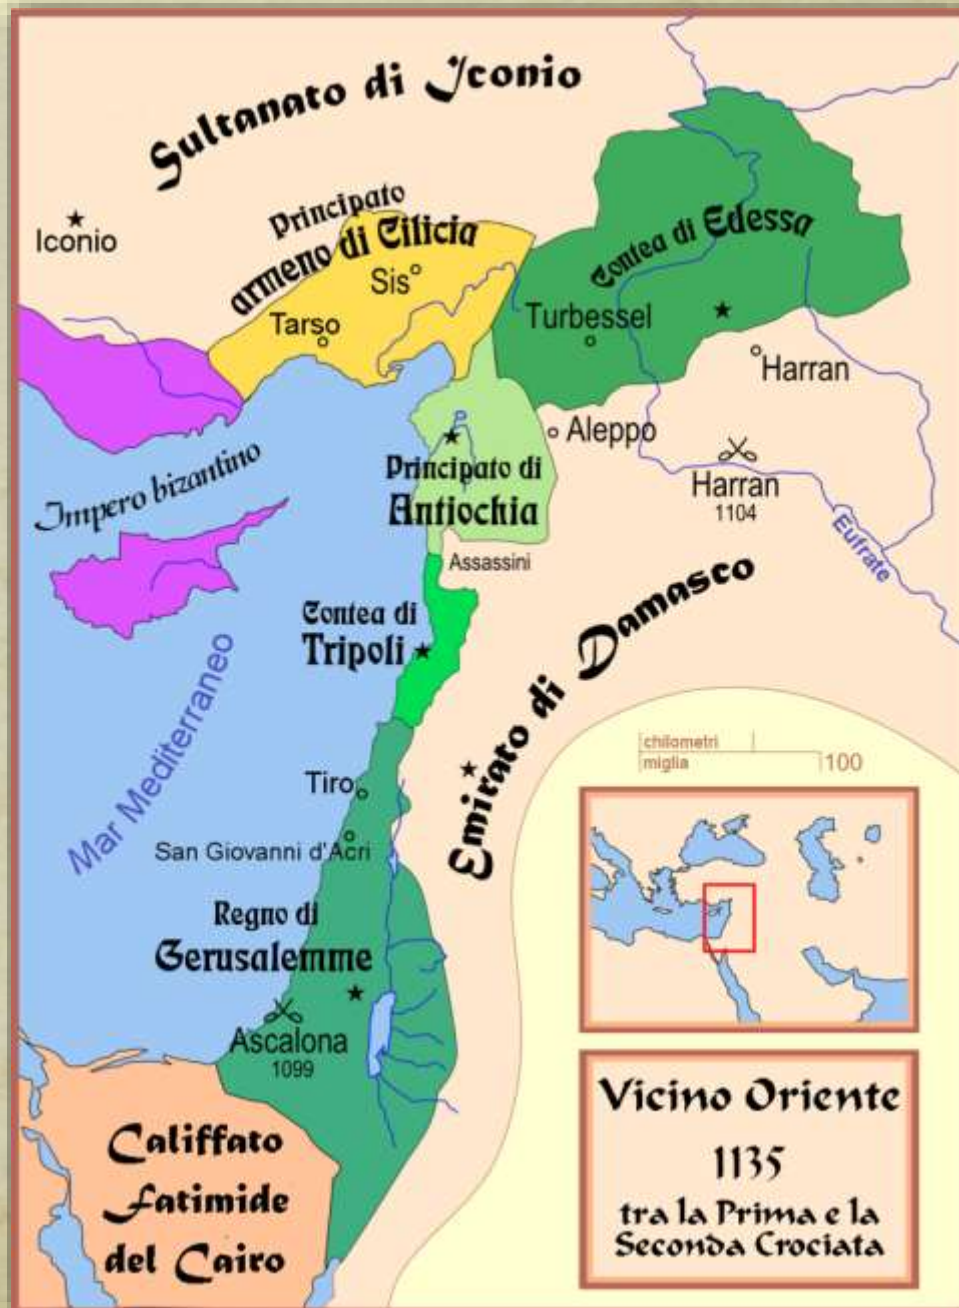 Sultanato di Iconio
Iconio
Principato
armeno di Cilicia
Sis
Tarso
Contea di Edessa
Turbessel
Harran
Aleppo
Harran
1104
Eufrate
Impero bizantino
Principato di
Antiochia
Assassini
Contea di
Tripoli
Emirato di Damasco
Mar Mediterraneo
chilometri
miglia
100
Tiro
San Giovanni d'Acri
Regno di
Gerusalemme
Ascalona
1099
Califfato
Fatimide
del Cairo
Vicino Oriente
1135
tra la Prima e la
Seconda Crociata